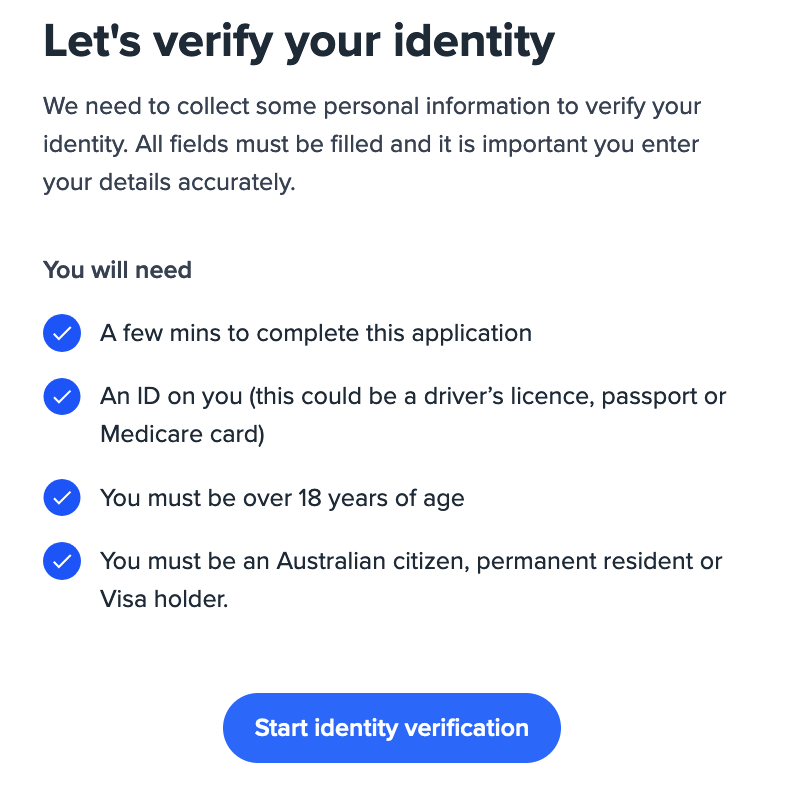 Let's verify your identity
We need to collect some personal information to verify your
identity. All fields must be filled and it is important you enter
your details accurately.
You will need
A few mins to complete this application
An ID on you (this could be a driver’s licence, passport or
Medicare card)
You must be over 18 years of age
You must be an Australian citizen, permanent resident or
Visa holder.
Start identity verification